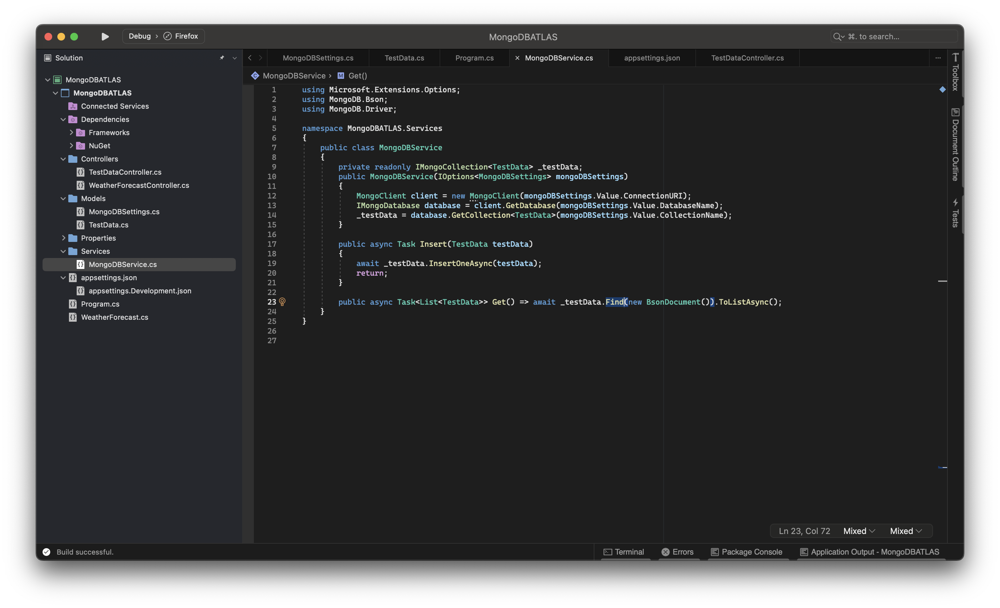 Debug › Firefox
MongoDBATLAS
⌘. to search...
Solution
MongoDBATLAS
MongoDBATLAS
Connected Services
Dependencies
Frameworks
NuGet
Controllers
TestDataController.cs
WeatherForecastController.cs
Models
MongoDBSettings.cs
TestData.cs
Properties
Services
MongoDBService.cs
appsettings.json
appsettings.Development.json
Program.cs
WeatherForecast.cs
MongoDBSettings.cs TestData.cs Program.cs × MongoDBService.cs appsettings.json TestDataController.cs ...
C MongoDBService › M Get()
1 using Microsoft.Extensions.Options;
2 using MongoDB.Bson;
3 using MongoDB.Driver;
4
5 namespace MongoDBATLAS.Services
6 {
7 public class MongoDBService
8 {
9 private readonly IMongoCollection<TestData> _testData;
10 public MongoDBService(IOptions<MongoDBSettings> mongoDBSettings)
11 {
12 MongoClient client = new MongoClient(mongoDBSettings.Value.ConnectionURI);
13 IMongoDatabase database = client.GetDatabase(mongoDBSettings.Value.DatabaseName);
14 _testData = database.GetCollection<TestData>(mongoDBSettings.Value.CollectionName);
15 }
16
17 public async Task Insert(TestData testData)
18 {
19 await _testData.InsertOneAsync(testData);
20 return;
21 }
22
23 public async Task<List<TestData>> Get() => await _testData.Find(new BsonDocument()).ToListAsync();
24 }
25 }
26
27
Toolbox
Document Outline
Tests
Ln 23, Col 72 Mixed Mixed
Build successful.
Terminal Errors Package Console Application Output - MongoDBATLAS